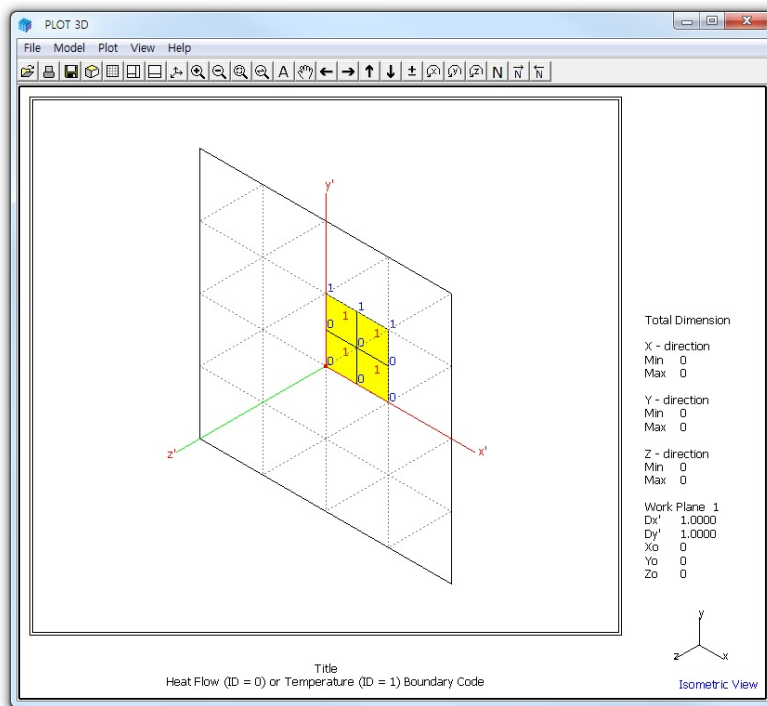 PLOT 3D
File Model Plot View Help
A ± x y z N N N
y'
1
1
1 1
0 1
0
0 1 0
1
0
0
x'
z'
Total Dimension
X - direction
Min 0
Max 0
Y - direction
Min 0
Max 0
Z - direction
Min 0
Max 0
Work Plane 1
Dx' 1.0000
Dy' 1.0000
Xo 0
Yo 0
Zo 0
y
z x
Title
Heat Flow (ID = 0) or Temperature (ID = 1) Boundary Code
Isometric View